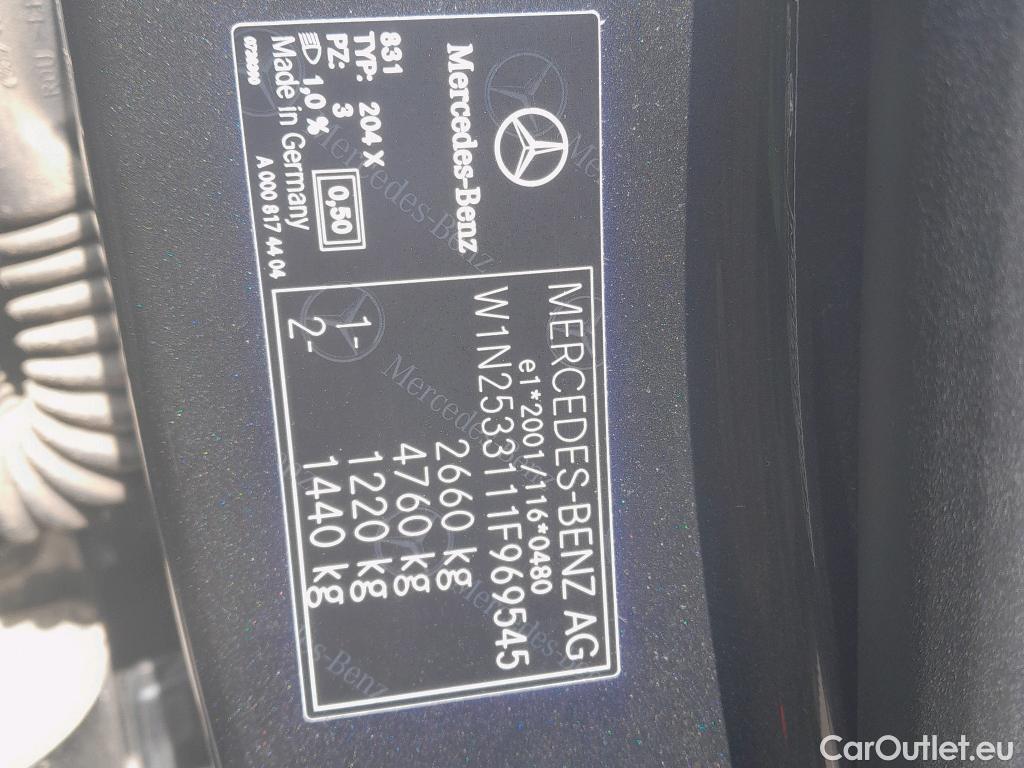 Mercedes-Benz
831
TYP: 204 X
PZ: 3
1,0 % 0,50
Made in Germany
A 000 817 44 04
MERCEDES-BENZ AG
e1*2001/116*0480
W1N2533111F969545
2660 kg
4760 kg
1- 1220 kg
2- 1440 kg
CarOutlet.eu